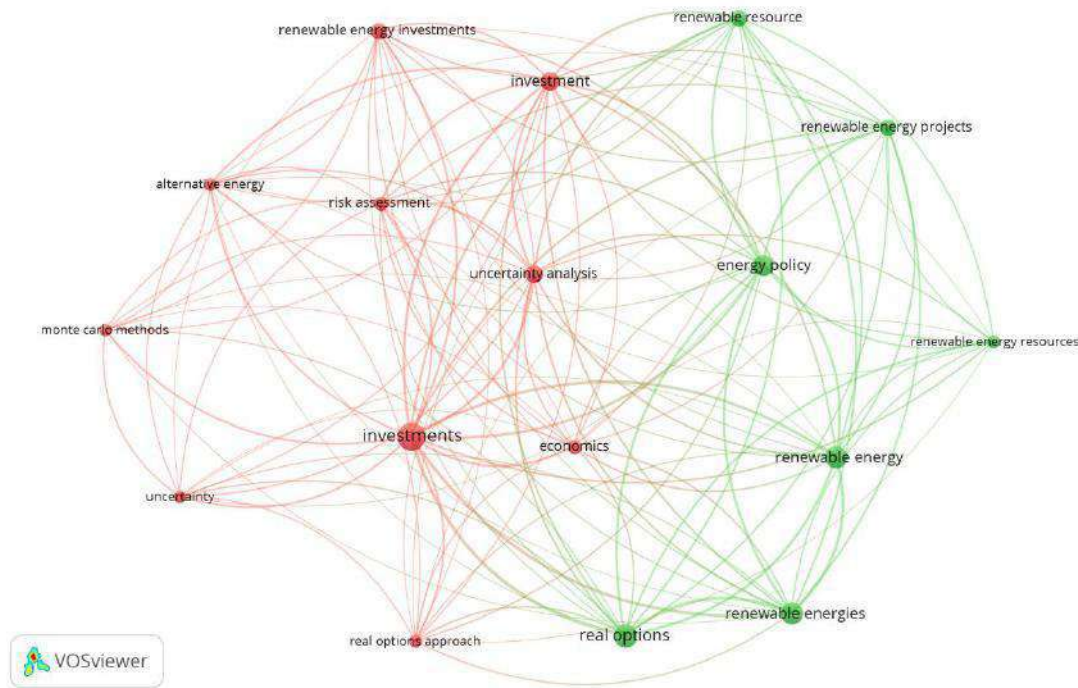 renewable resource
renewable energy investments
investment
renewable energy projects
alternative energy
risk assessment
energy policy
uncertainty analysis
monte carlo methods
renewable energy resources
investments
economics
renewable energy
uncertainty
renewable energies
real options
real options approach
VOSviewer